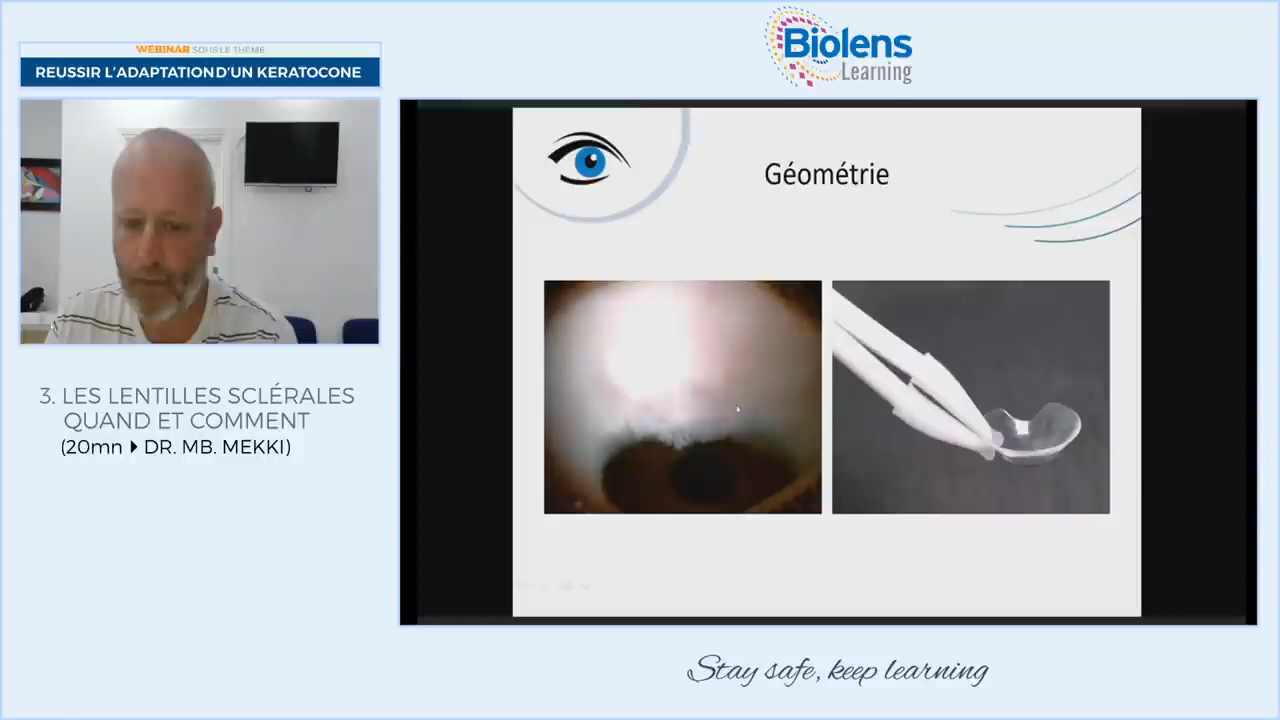 WEBINAR SOUS LE THÈME
REUSSIR L'ADAPTATION D'UN KERATOCONE
Biolens
Learning
Géométrie
3. LES LENTILLES SCLÉRALES
QUAND ET COMMENT
(20mn ▶ DR. MB. MEKKI)
Stay safe, keep learning